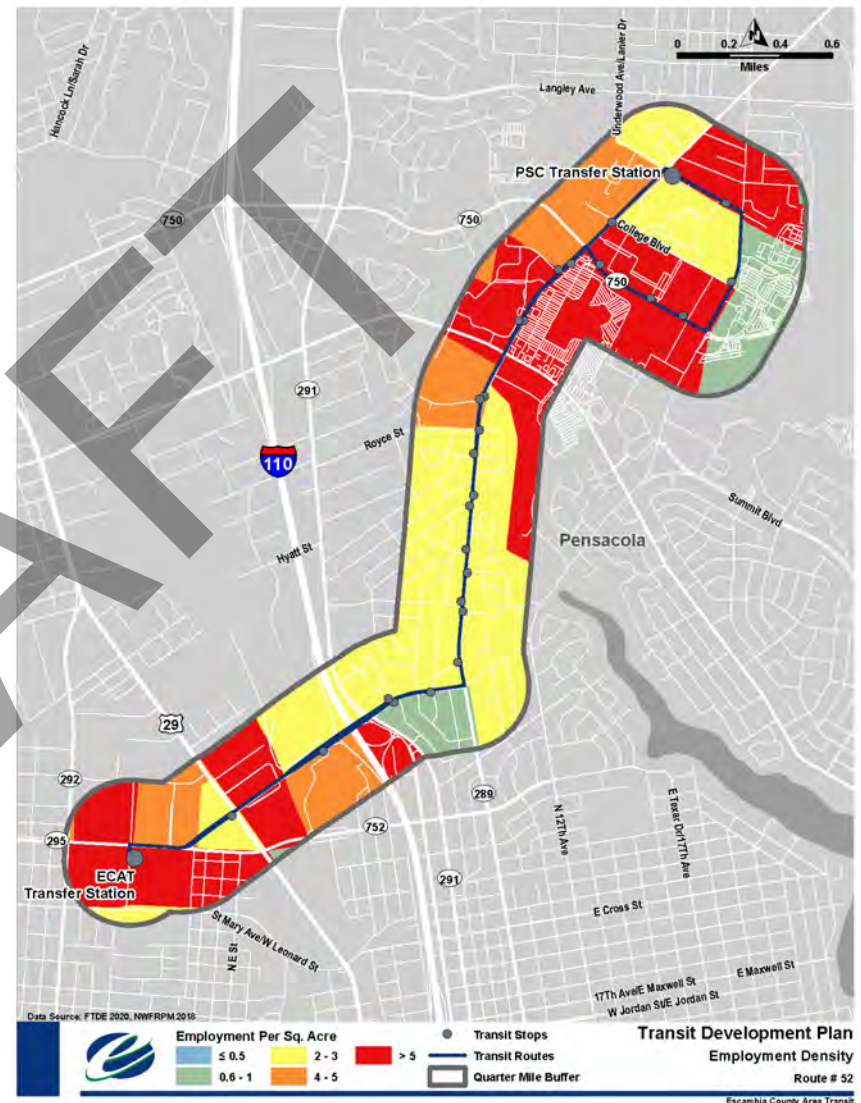 0 0.2 0.4 0.6
Miles
N
Hancock Ln/Sarah Dr
Underwood Ave/Lanier Dr
Langley Ave
PSC Transfer Station
750
750
College Blvd
750
291
Royce St
110
Summit Blvd
Hyatt St
Pensacola
29
292
289
752
295
N 12Th Ave
E Texar Dr/17Th Ave
ECAT
Transfer Station
291
E Cross St
St Mary Ave/W Leonard St
N E St
E Maxwell St
17Th Ave/E Maxwell St
W Jordan St/E Jordan St
DRAFT
Data Source: FTDE 2020, NWFRPM 2018
Employment Per Sq. Acre
≤ 0.5
0.6 - 1
2 - 3
4 - 5
> 5
Transit Stops
Transit Routes
Quarter Mile Buffer
Transit Development Plan
Employment Density
Route # 52
Escambia County Area Transit